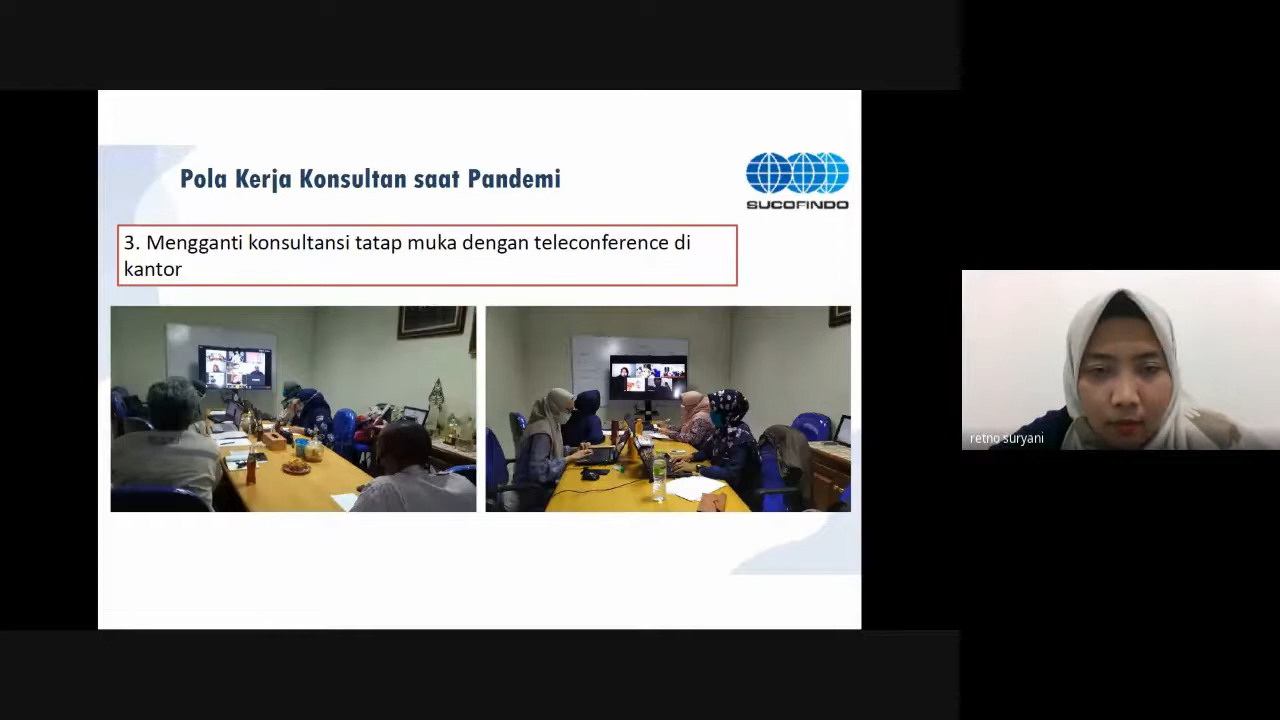 Pola Kerja Konsultan saat Pandemi
SUCOFINDO
3. Mengganti konsultansi tatap muka dengan teleconference di
kantor
retno suryani